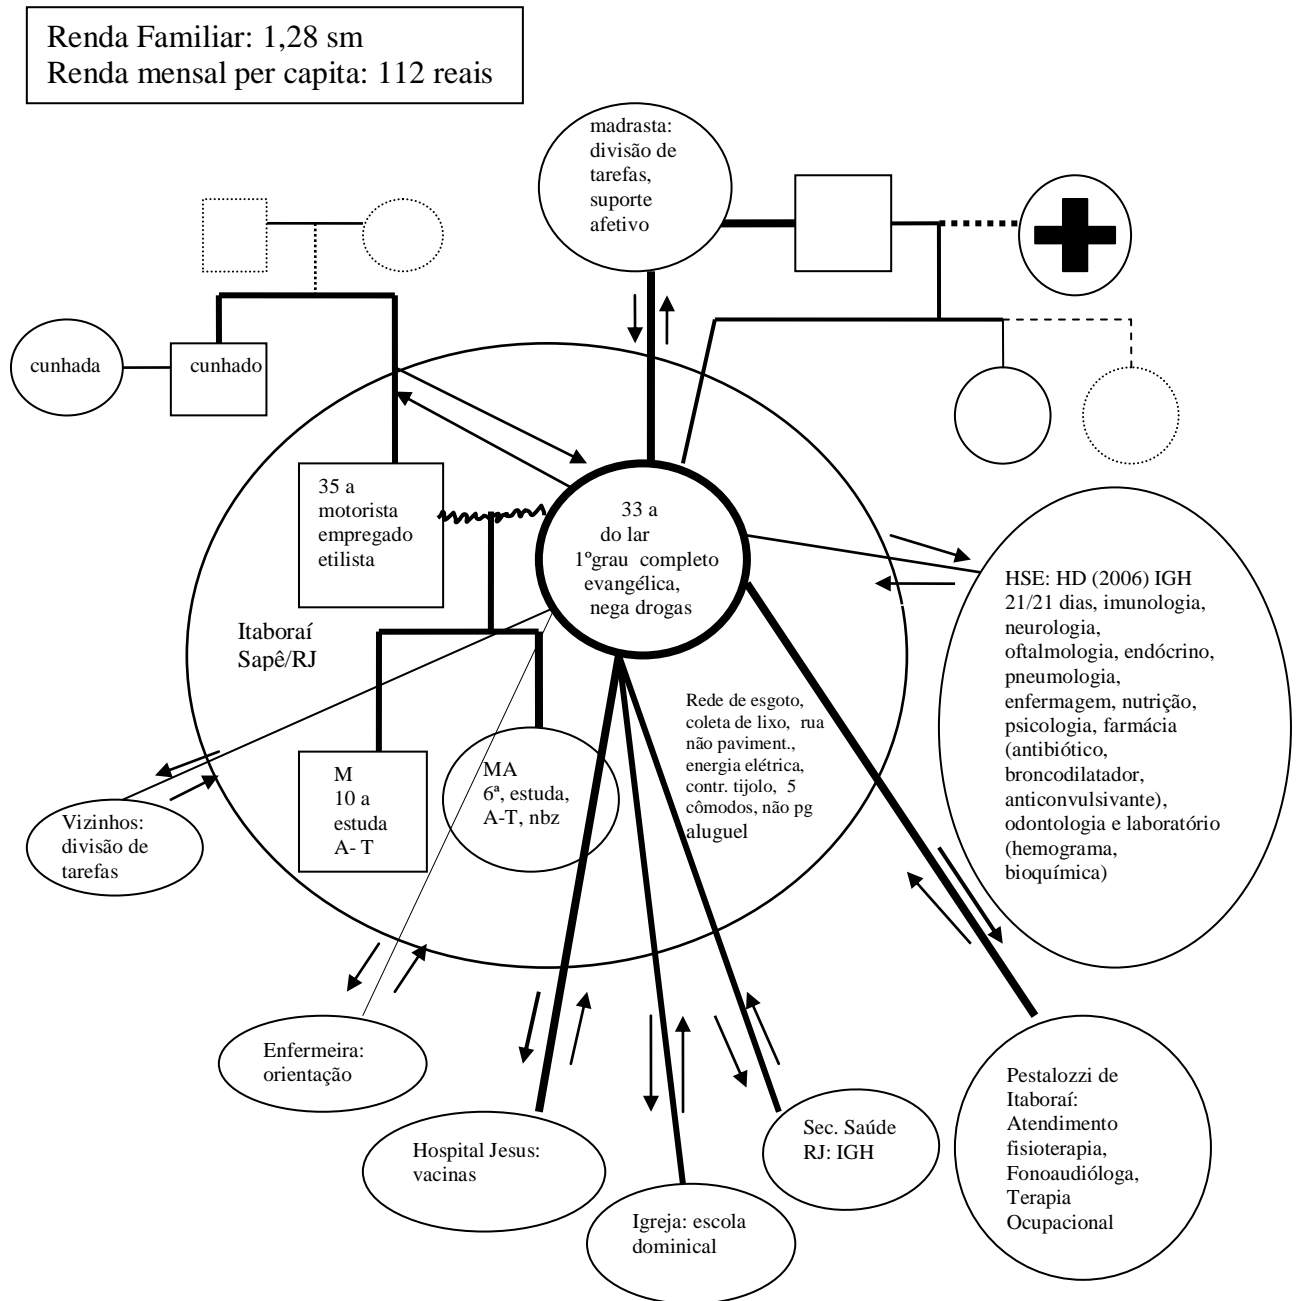 Renda Familiar: 1,28 sm
Renda mensal per capita: 112 reais
madrasta:
divisão de
tarefas,
suporte
afetivo
cunhada
cunhado
35 a
motorista
empregado
etilista
33 a
do lar
1ºgrau completo
evangélica,
nega drogas
Itaboraí
Sapê/RJ
HSE: HD (2006) IGH
21/21 dias, imunologia,
neurologia,
oftalmologia, endócrino,
pneumologia,
enfermagem, nutrição,
psicologia, farmácia
(antibiótico,
broncodilatador,
anticonvulsivante),
odontologia e laboratório
(hemograma,
bioquímica)
Rede de esgoto,
coleta de lixo, rua
não paviment.,
energia elétrica,
contr. tijolo, 5
cômodos, não pg
aluguel
M
10 a
estuda
A- T
MA
6ª, estuda,
A-T, nbz
Vizinhos:
divisão de
tarefas
Enfermeira:
orientação
Hospital Jesus:
vacinas
Igreja: escola
dominical
Sec. Saúde
RJ: IGH
Pestalozzi de
Itaboraí:
Atendimento
fisioterapia,
Fonoaudióloga,
Terapia
Ocupacional